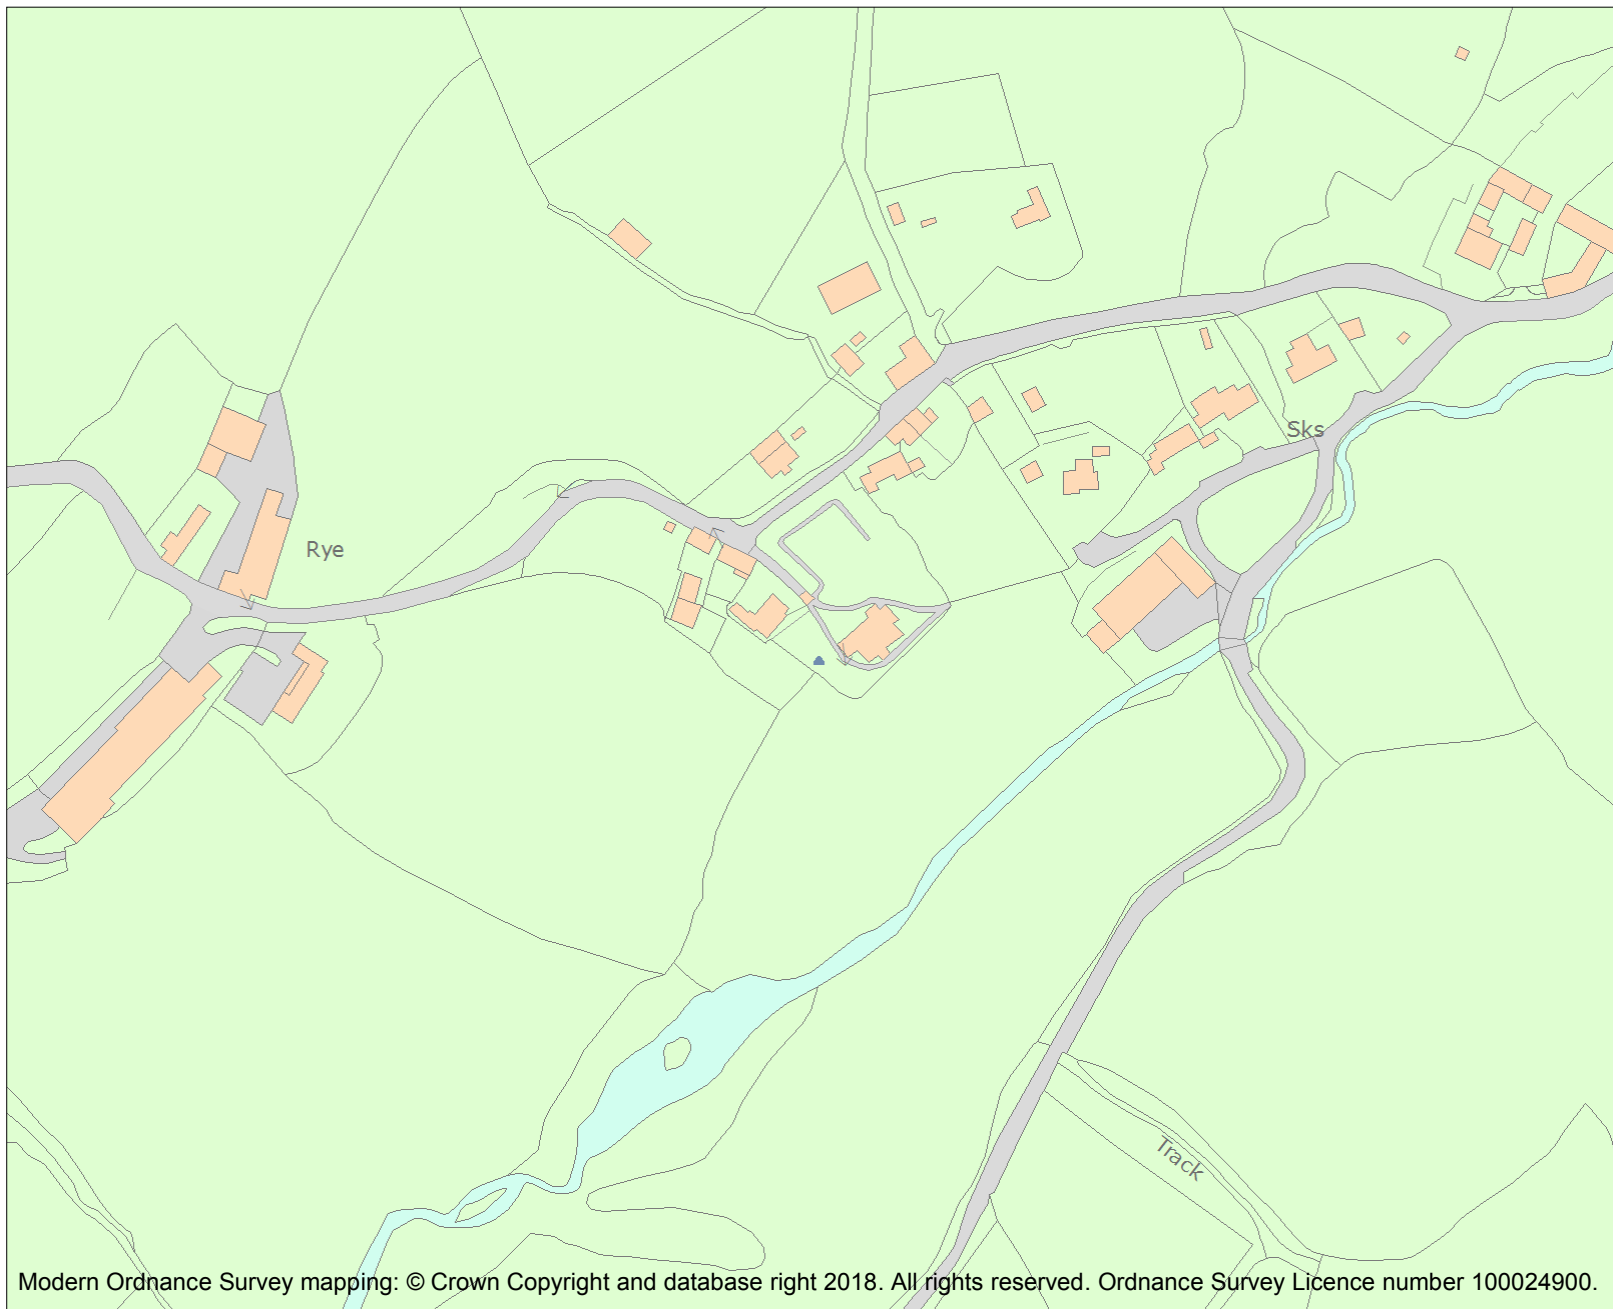 Sks
Rye
Track
Modern Ordnance Survey mapping: © Crown Copyright and database right 2018. All rights reserved. Ordnance Survey Licence number 100024900.